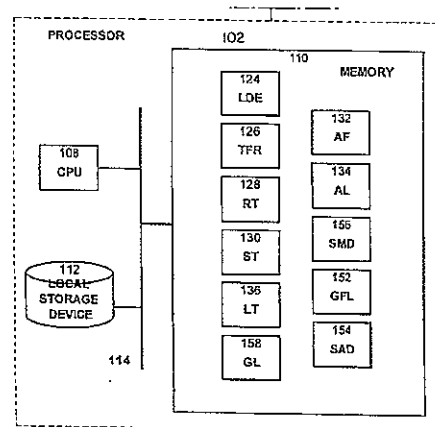 PROCESSOR
102
110
MEMORY
124
LDE
126
TFR
128
RT
130
ST
136
LT
158
GL
132
AF
134
AL
156
SMD
152
GFL
154
SAD
108
CPU
112
LOCAL
STORAGE
DEVICE
114